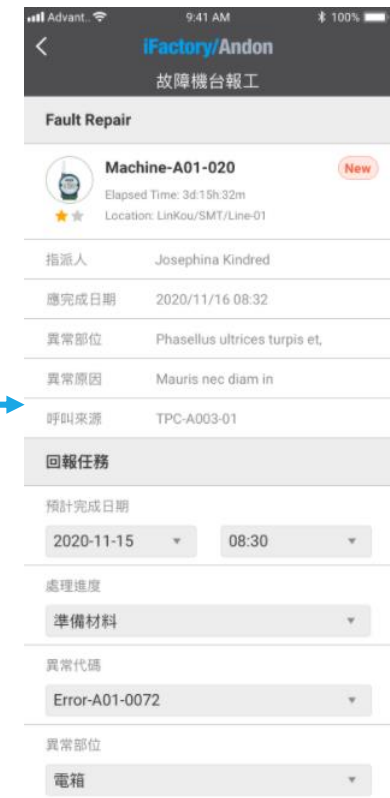 Advant..
9:41 AM
100%
iFactory/Andon
故障機台報工
Fault Repair
Machine-A01-020
New
Elapsed Time: 3d:15h:32m
Location: LinKou/SMT/Line-01
指派人 Josephina Kindred
應完成日期 2020/11/16 08:32
異常部位 Phasellus ultrices turpis et,
異常原因 Mauris nec diam in
呼叫來源 TPC-A003-01
回報任務
預計完成日期
2020-11-15 08:30
處理進度
準備材料
異常代碼
Error-A01-0072
異常部位
電箱